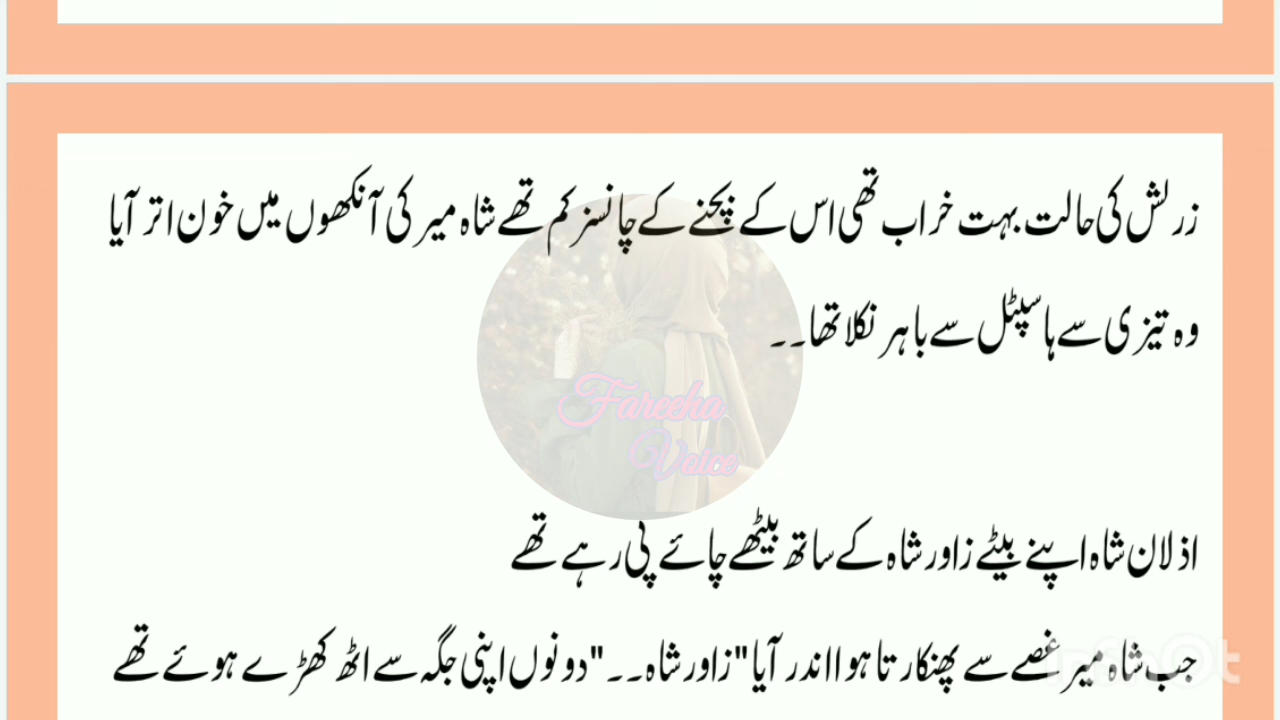 زرلش کی حالت بہت خراب تھی اس کے بچنے کے چانسز کم تھے شاہ میر کی آنکھوں میں خون اتر آیا
وہ تیزی سے ہاسپٹل سے باہر نکلا تھا۔۔
Fareeha
Voice
اذلان شاہ اپنے بیٹے زاور شاہ کے ساتھ بیٹھے چائے پی رہے تھے
جب شاہ میر غصے سے پھنکارتا ہوا اندر آیا "زاور شاہ۔۔" دونوں اپنی جگہ سے اٹھ کھڑے ہوئے تھے